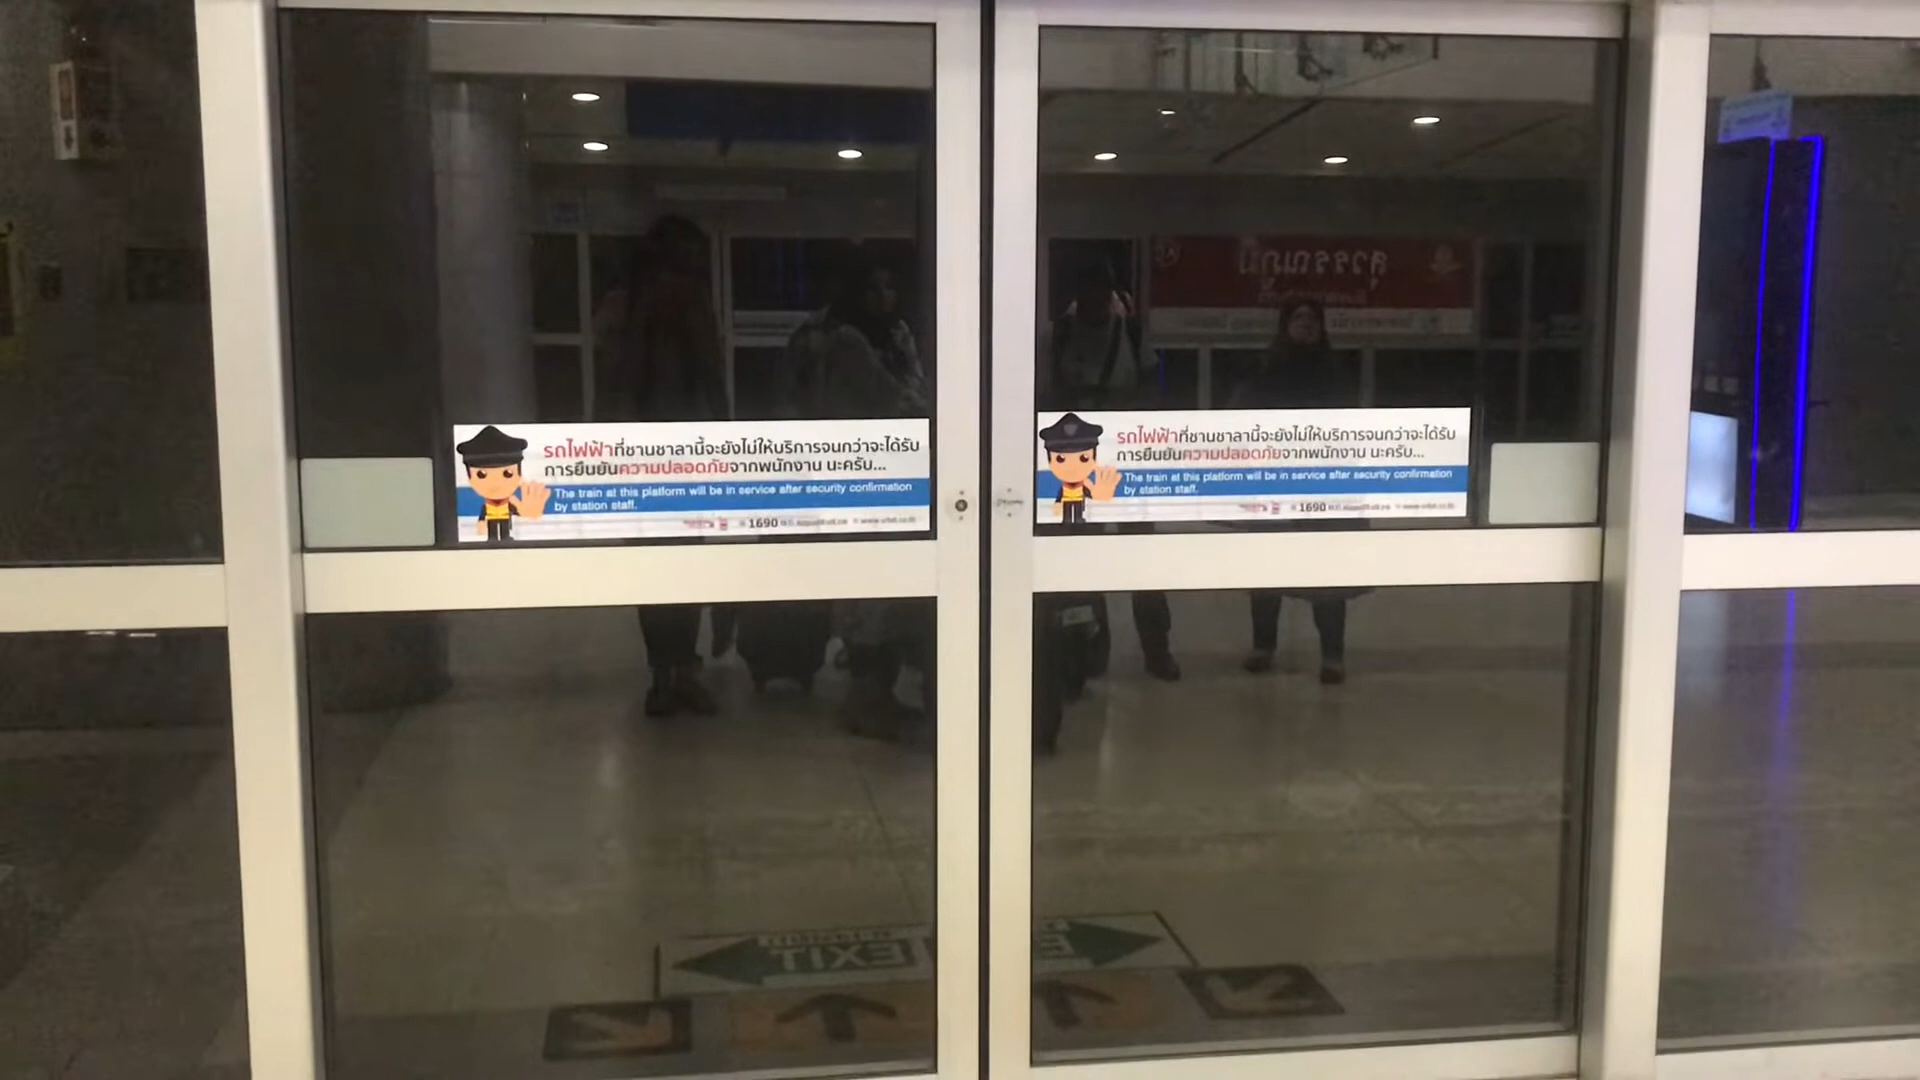 รถไฟฟ้าที่ชานชาลานี้จะยังไม่ให้บริการจนกว่าจะได้รับ
การยืนยันความปลอดภัยจากพนักงาน นะครับ...
The train at this platform will be in service after security confirmation
by station staff.
1690
รถไฟฟ้าที่ชานชาลานี้จะยังไม่ให้บริการจนกว่าจะได้รับ
การยืนยันความปลอดภัยจากพนักงาน นะครับ...
The train at this platform will be in service after security confirmation
by station staff.
1690
สุวรรณภูมิ
EXIT